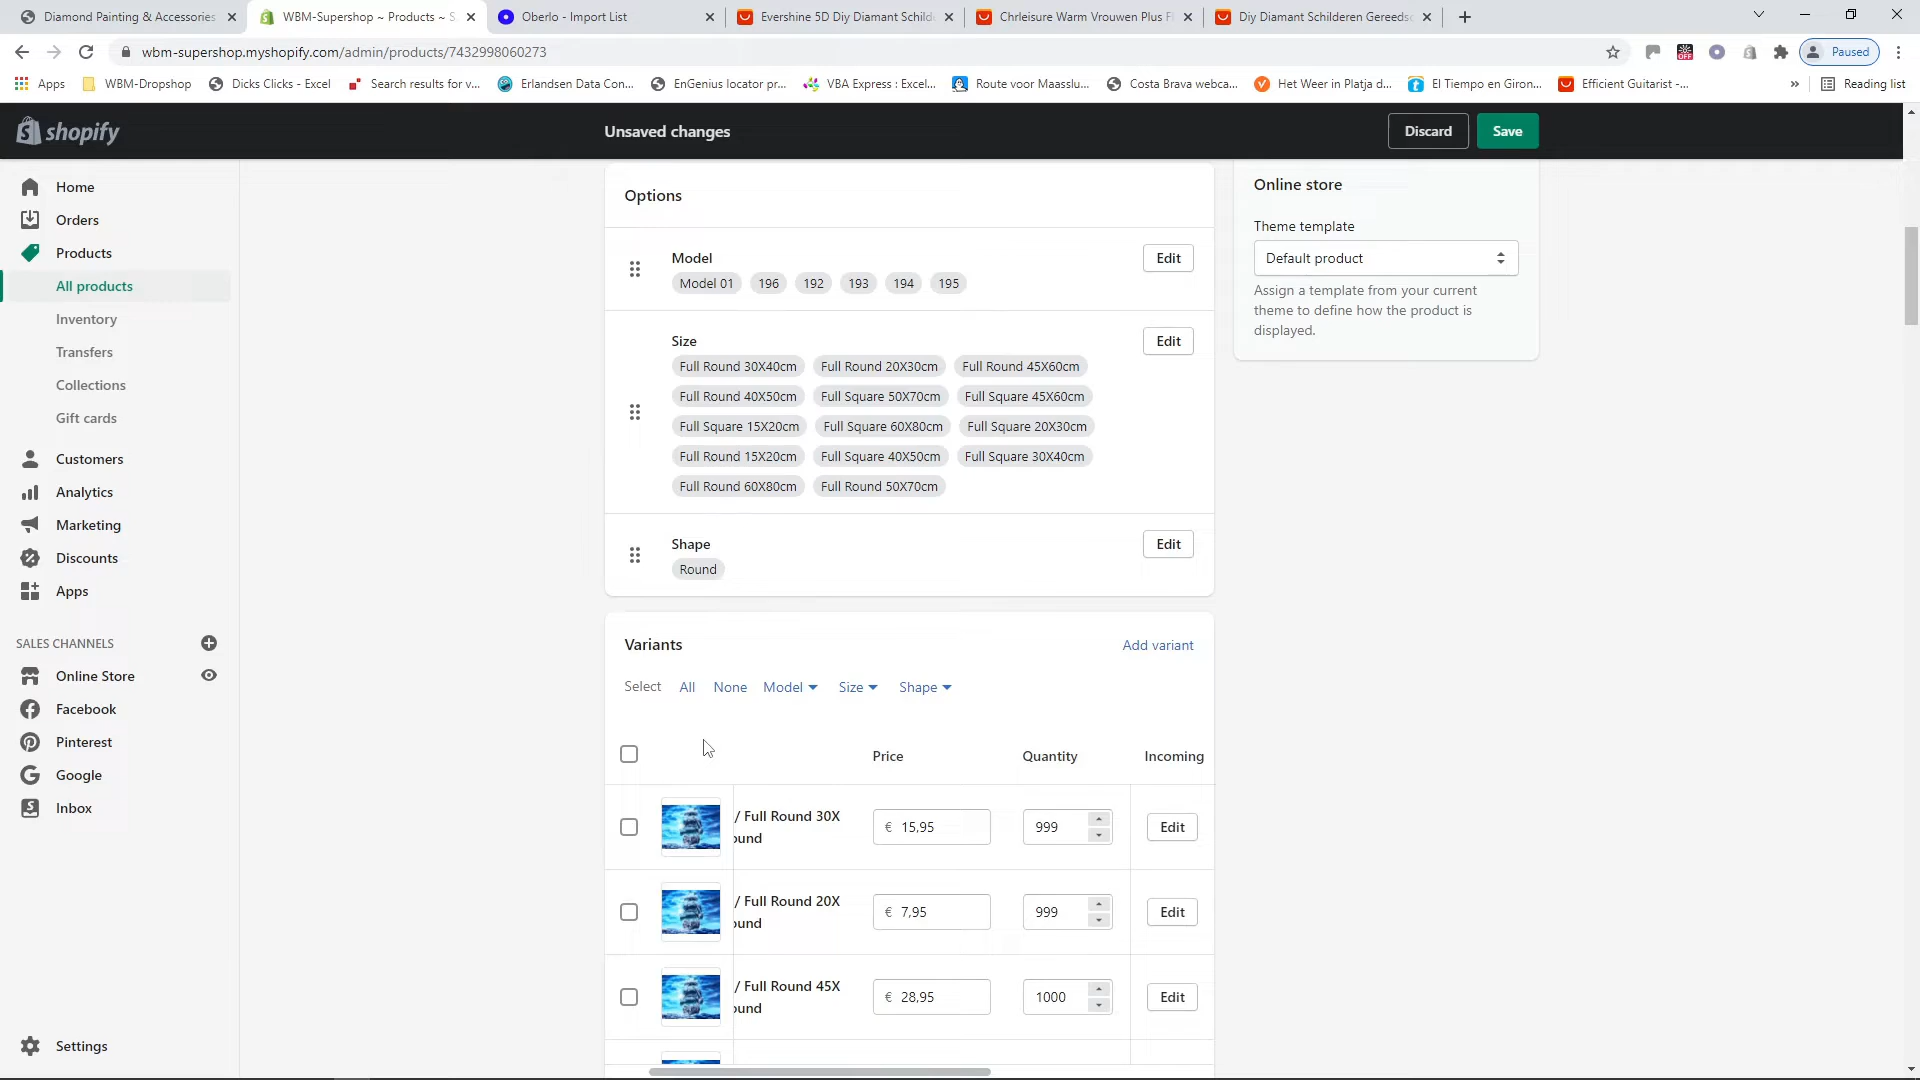 Diamond Painting & Accessories
WBM-Supershop ~ Products ~ S
Oberlo - Import List
Evershine 5D Diy Diamant Schild
Chrleisure Warm Vrouwen Plus F
Diy Diamant Schilderen Gereedsc
wbm-supershop.myshopify.com/admin/products/7432998060273
Paused
Apps
WBM-Dropshop
Dicks Clicks - Excel
Search results for v...
Erlandsen Data Con...
EnGenius locator pr...
VBA Express : Excel...
Route voor Maasslu...
Costa Brava webca...
Het Weer in Platja d...
El Tiempo en Giron...
Efficient Guitarist -...
»
Reading list
shopify
Unsaved changes
Discard
Save
Home
Orders
Products
All products
Inventory
Transfers
Collections
Gift cards
Customers
Analytics
Marketing
Discounts
Apps
SALES CHANNELS
Online Store
Facebook
Pinterest
Google
Inbox
Settings
Options
Model
Edit
Model 01 196 192 193 194 195
Size
Edit
Full Round 30X40cm Full Round 20X30cm Full Round 45X60cm
Full Round 40X50cm Full Square 50X70cm Full Square 45X60cm
Full Square 15X20cm Full Square 60X80cm Full Square 20X30cm
Full Round 15X20cm Full Square 40X50cm Full Square 30X40cm
Full Round 60X80cm Full Round 50X70cm
Shape
Edit
Round
Online store
Theme template
Default product
Assign a template from your current
theme to define how the product is
displayed.
Variants
Add variant
Select All None Model Size Shape
Price Quantity Incoming
/ Full Round 30X
ound
€ 15,95
999
Edit
/ Full Round 20X
ound
€ 7,95
999
Edit
/ Full Round 45X
ound
€ 28,95
1000
Edit